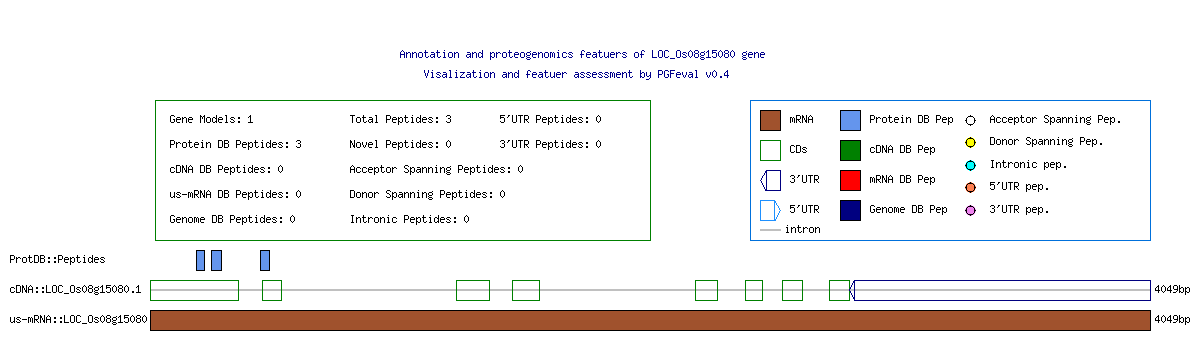 Annotation and proteogenomics featuers of LOC_Os08g15080 gene
Visalization and featuer assessment by PGFeval v0.4
Gene Models: 1 Total Peptides: 3 5'UTR Peptides: 0
Protein DB Peptides: 3 Novel Peptides: 0 3'UTR Peptides: 0
cDNA DB Peptides: 0 Acceptor Spanning Peptides: 0
us-mRNA DB Peptides: 0 Donor Spanning Peptides: 0
Genome DB Peptides: 0 Intronic Peptides: 0
mRNA Protein DB Pep Acceptor Spanning Pep.
CDs cDNA DB Pep Donor Spanning Pep.
3'UTR mRNA DB Pep Intronic pep.
5'UTR Genome DB Pep 5'UTR pep.
3'UTR pep.
intron
ProtDB::Peptides
cDNA::LOC_Os08g15080.1 4049bp
us-mRNA::LOC_Os08g15080 4049bp